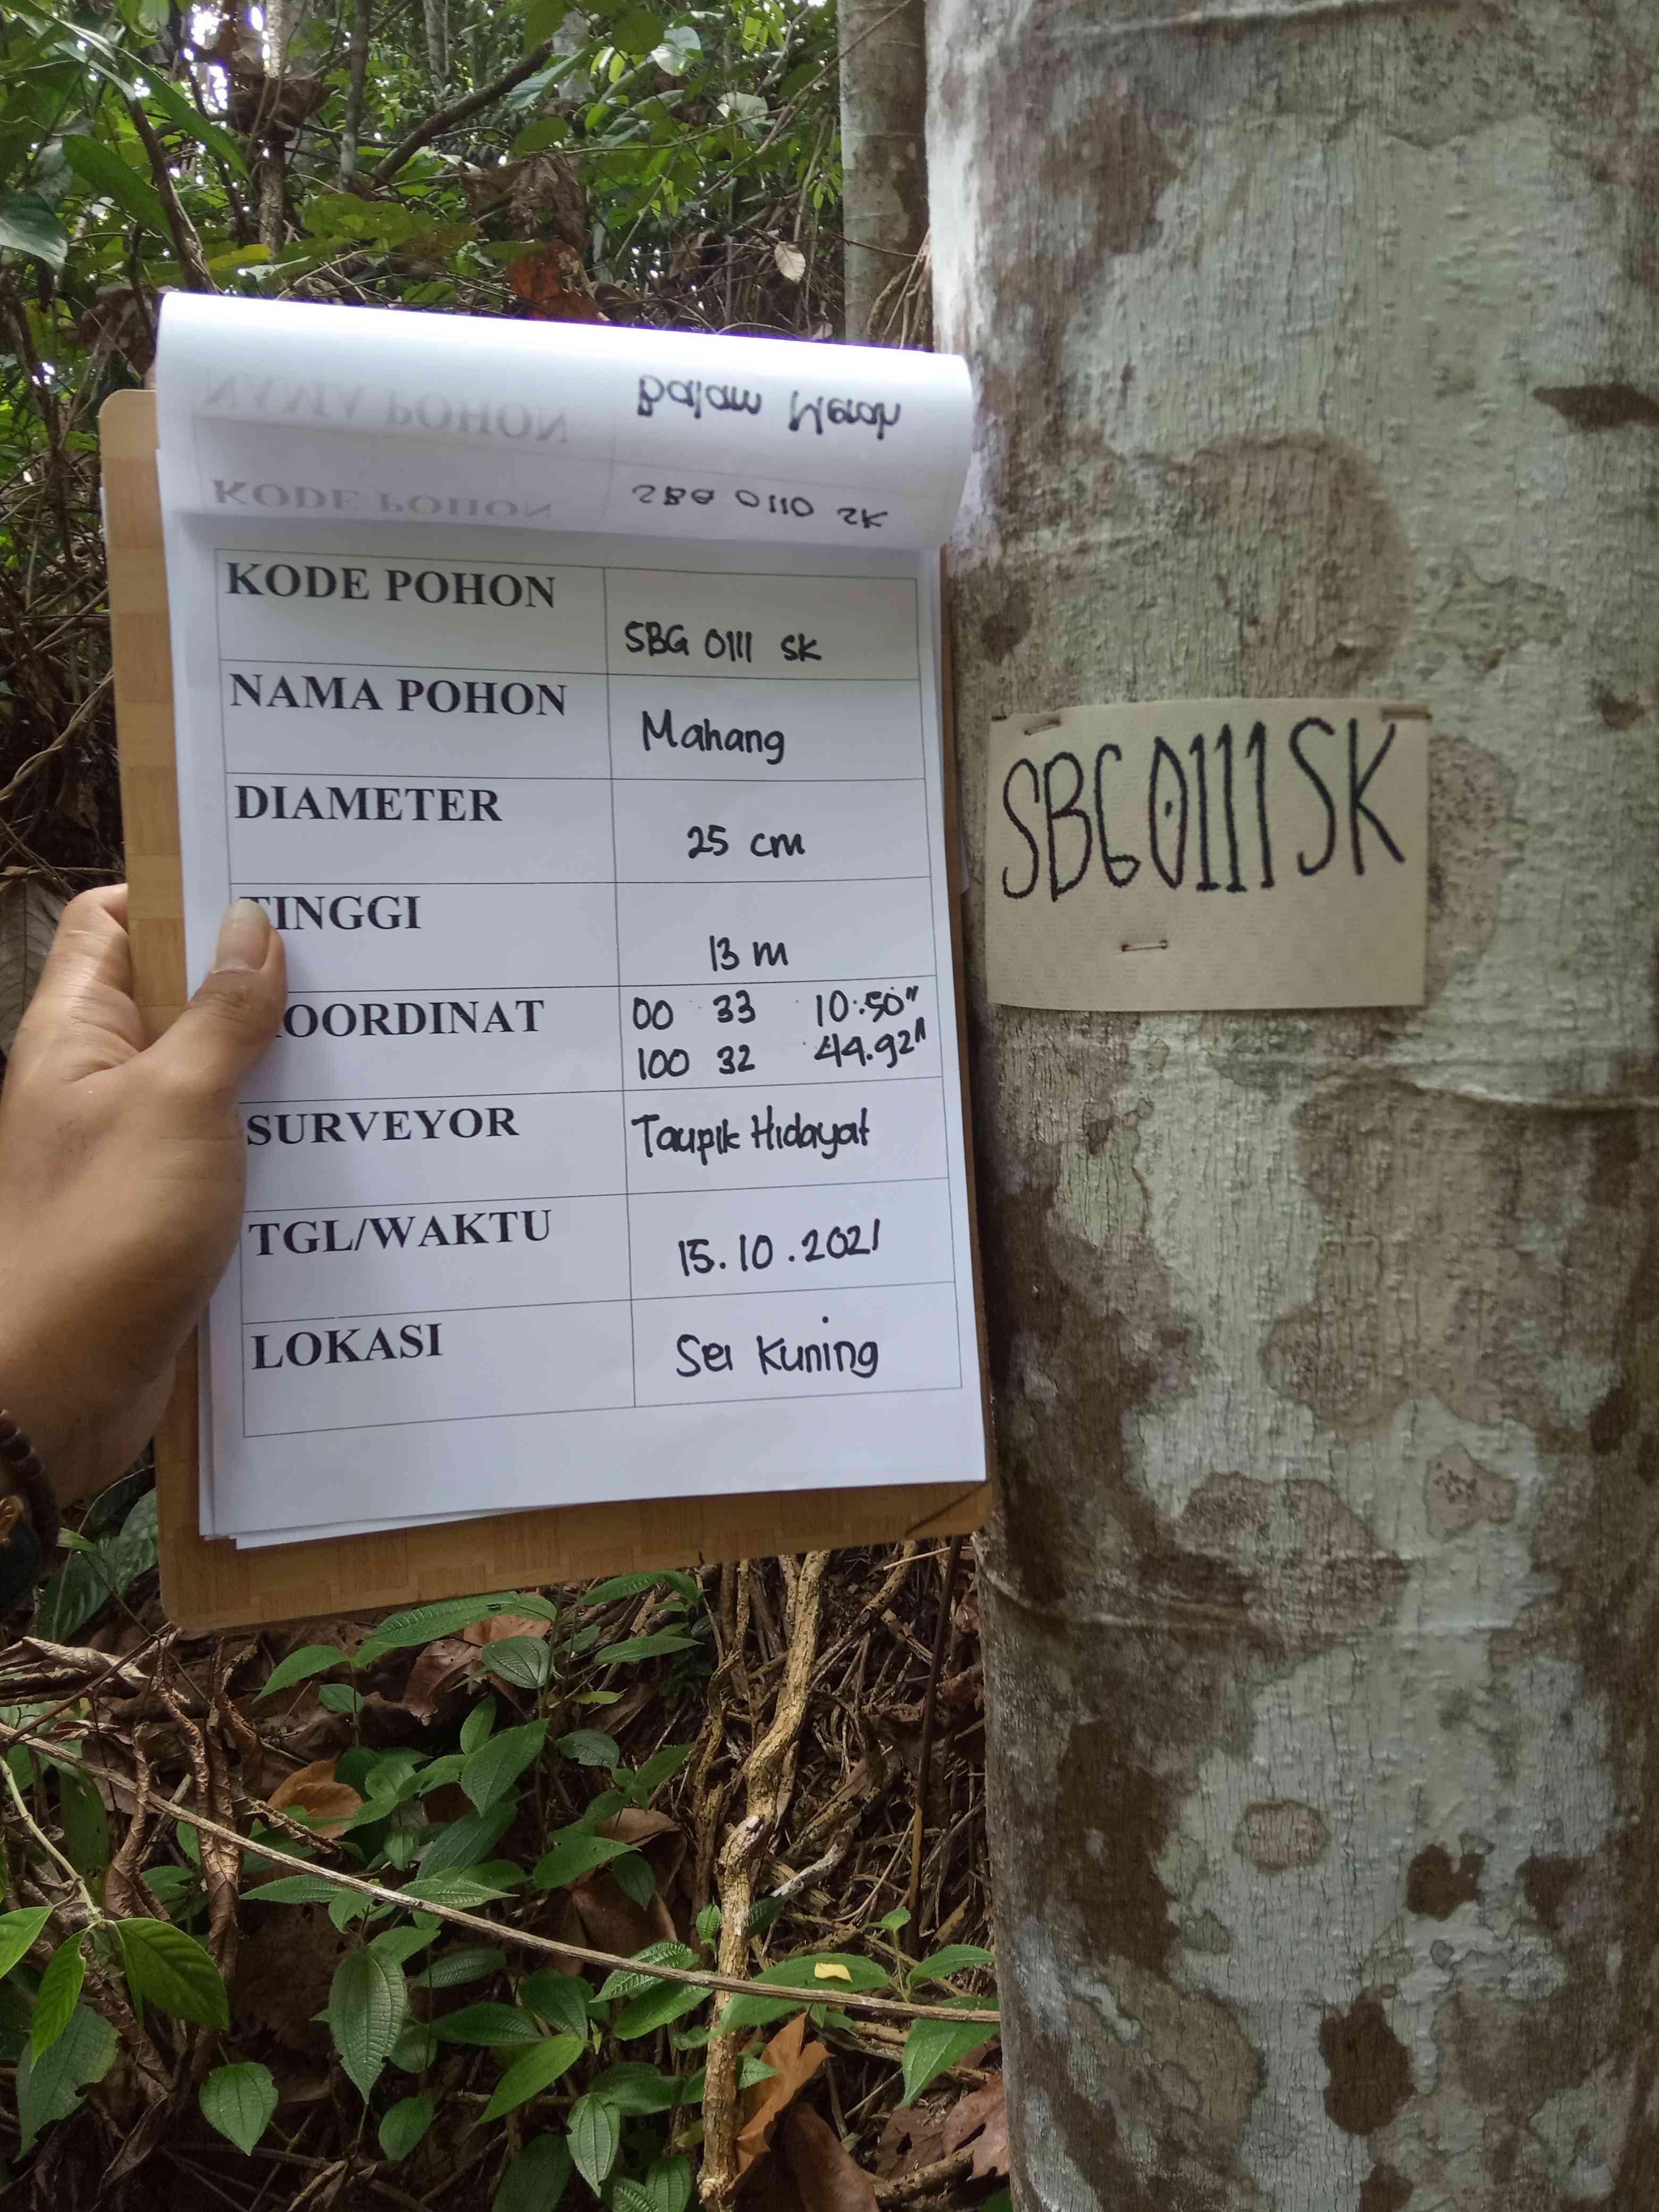 Balam Merah
NAMA POHON
SBG 0110 SK
KODE POHON
KODE POHON
SBG 0111 SK
NAMA POHON
Mahang
DIAMETER
25 cm
TINGGI
13 m
KOORDINAT
00 33 10.50"
100 32 44.92"
SURVEYOR
Taupik Hidayat
TGL/WAKTU
15.10.2021
LOKASI
Sei Kuning
SBG0111SK